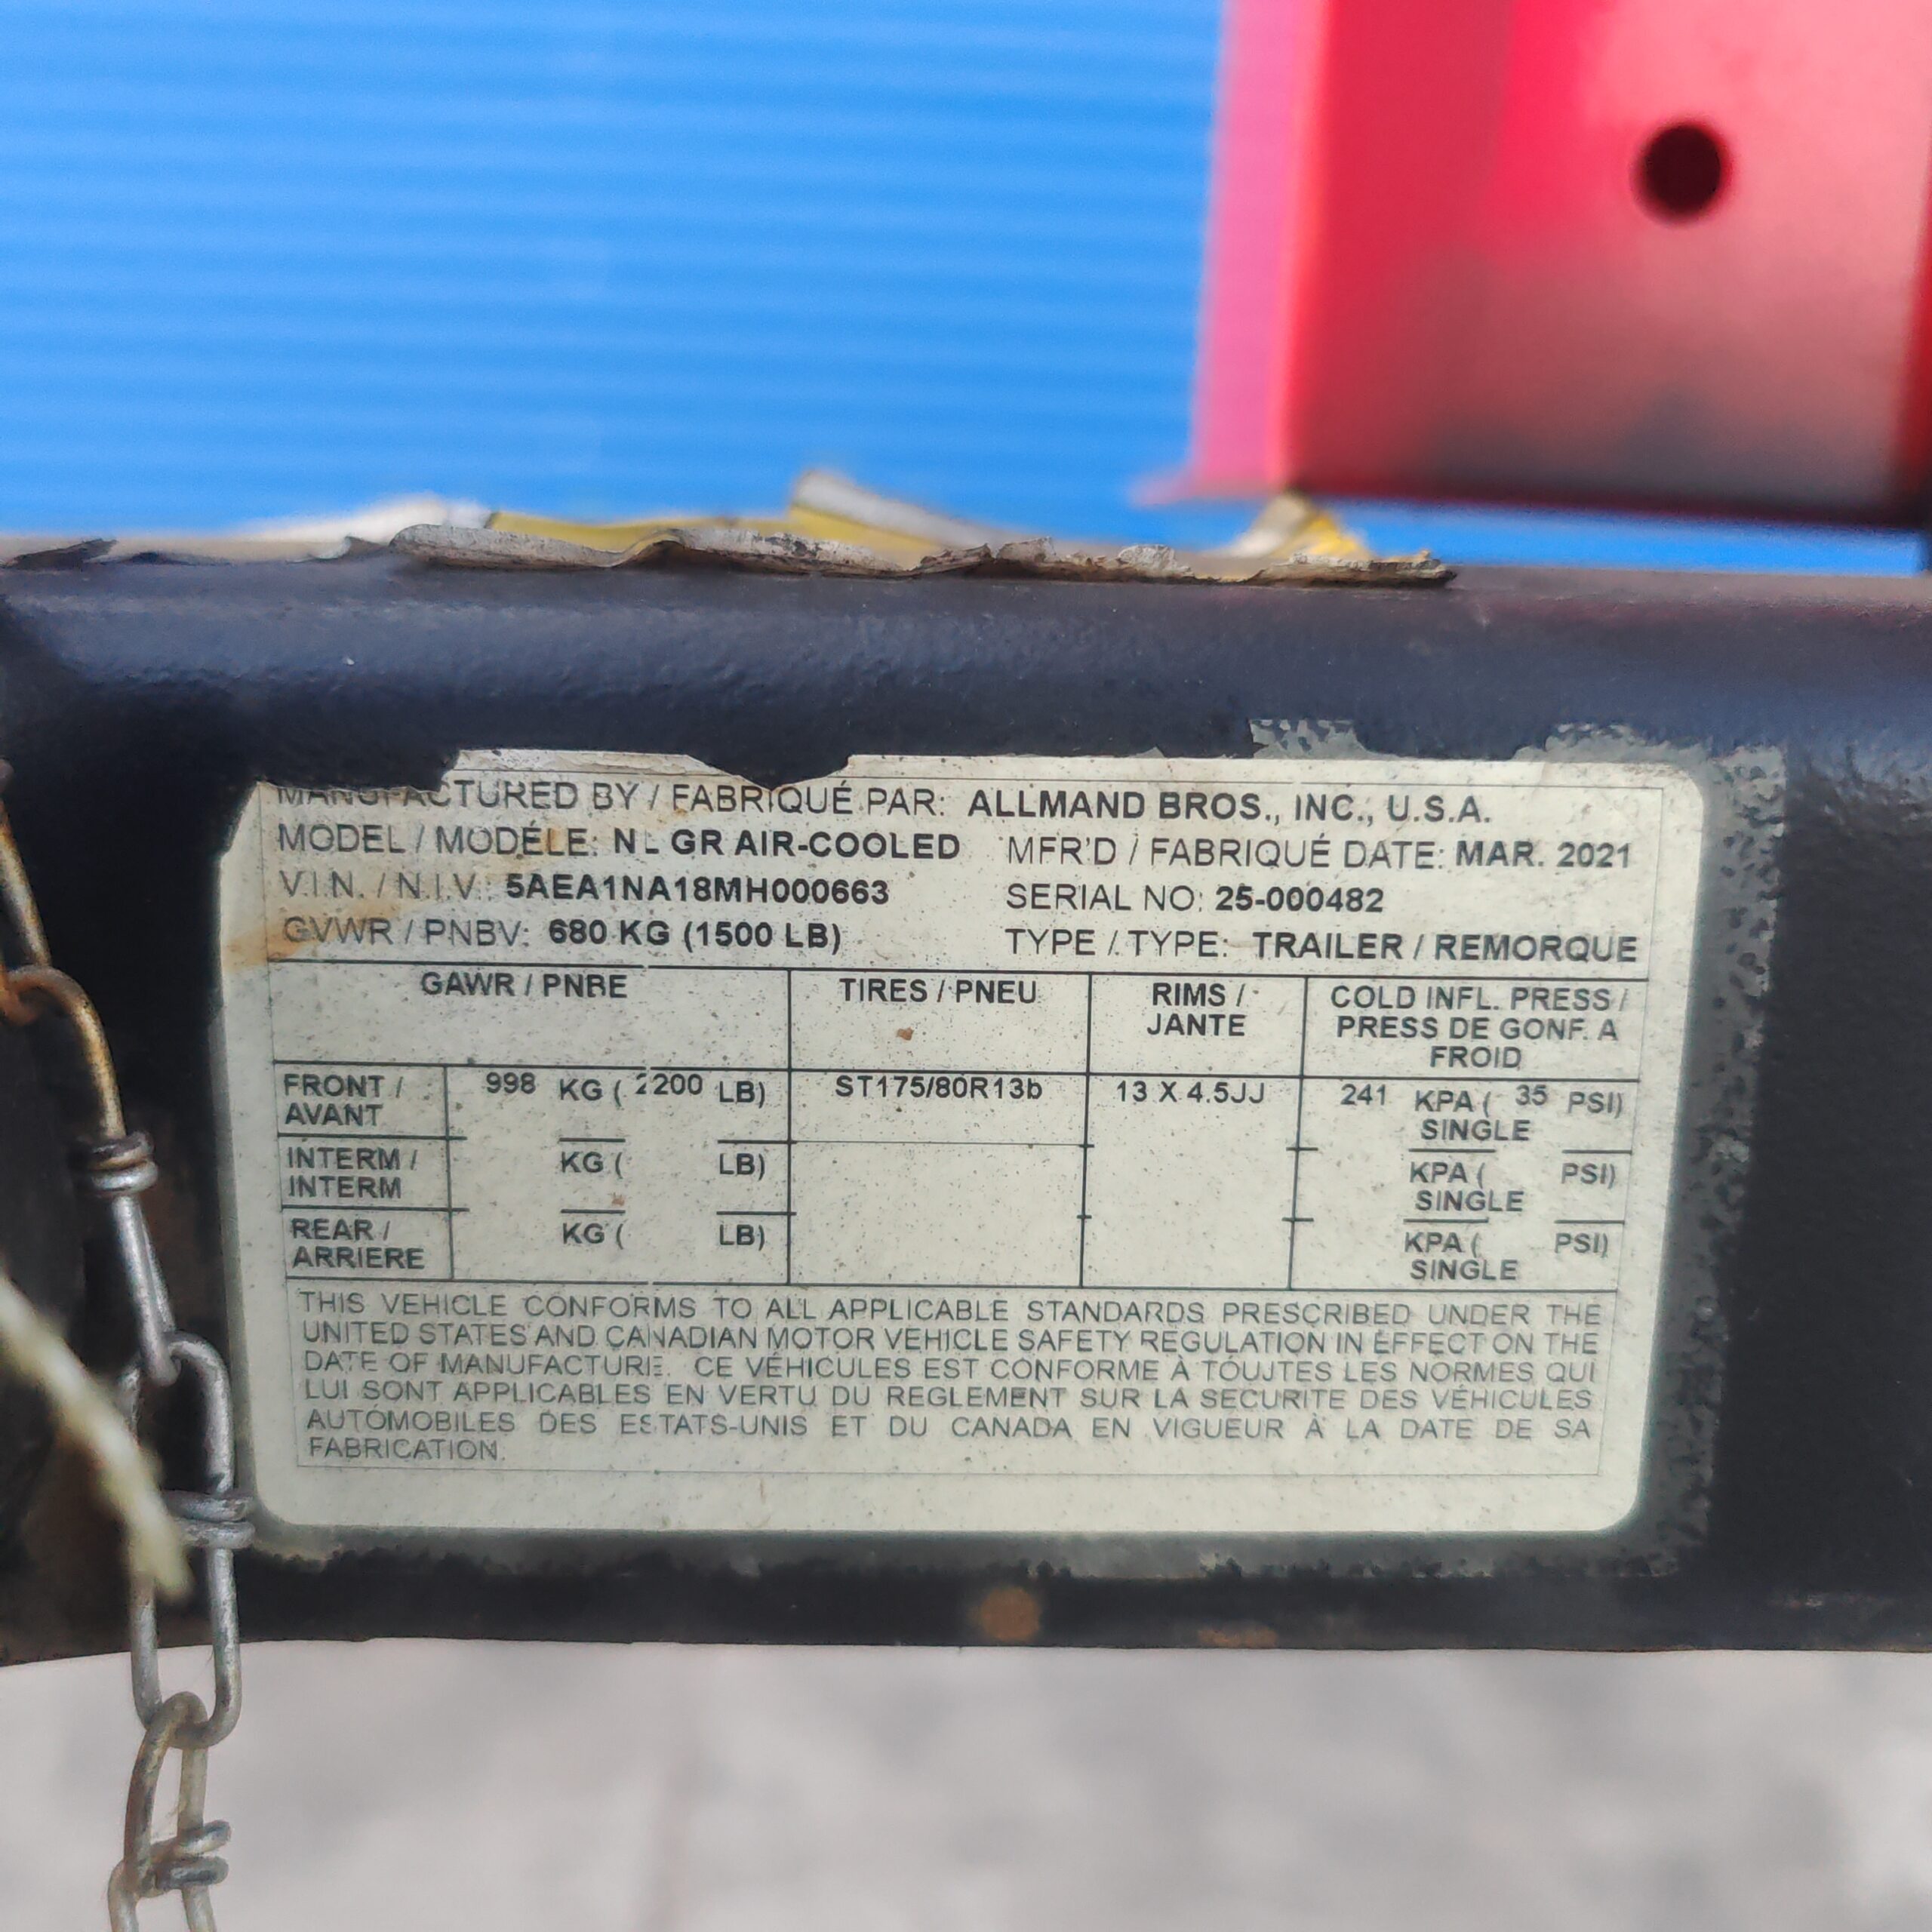 MANUFACTURED BY / FABRIQUÉ PAR: ALLMAND BROS., INC., U.S.A.
MODEL / MODÉLE: NL GR AIR-COOLED MFR'D / FABRIQUÉ DATE: MAR. 2021
V.I.N. / N.I.V.: 5AEA1NA18MH000663 SERIAL NO: 25-000482
GVWR / PNBV: 680 KG (1500 LB) TYPE / TYPE: TRAILER / REMORQUE
GAWR / PNBE TIRES / PNEU RIMS / JANTE COLD INFL. PRESS / PRESS DE GONF. A FROID
FRONT / AVANT 998 KG ( 2200 LB) ST175/80R13b 13 X 4.5JJ 241 KPA ( 35 PSI) SINGLE
INTERM / INTERM KG ( LB) KPA ( PSI) SINGLE
REAR / ARRIERE KG ( LB) KPA ( PSI) SINGLE
THIS VEHICLE CONFORMS TO ALL APPLICABLE STANDARDS PRESCRIBED UNDER THE
UNITED STATES AND CANADIAN MOTOR VEHICLE SAFETY REGULATION IN EFFECT ON THE
DATE OF MANUFACTURE. CE VÉHICULES EST CONFORME À TOUJTES LES NORMES QUI
LUI SONT APPLICABLES EN VERTU DU REGLEMENT SUR LA SECURITE DES VÉHICULES
AUTOMOBILES DES ESTATS-UNIS ET DU CANADA EN VIGUEUR À LA DATE DE SA
FABRICATION.